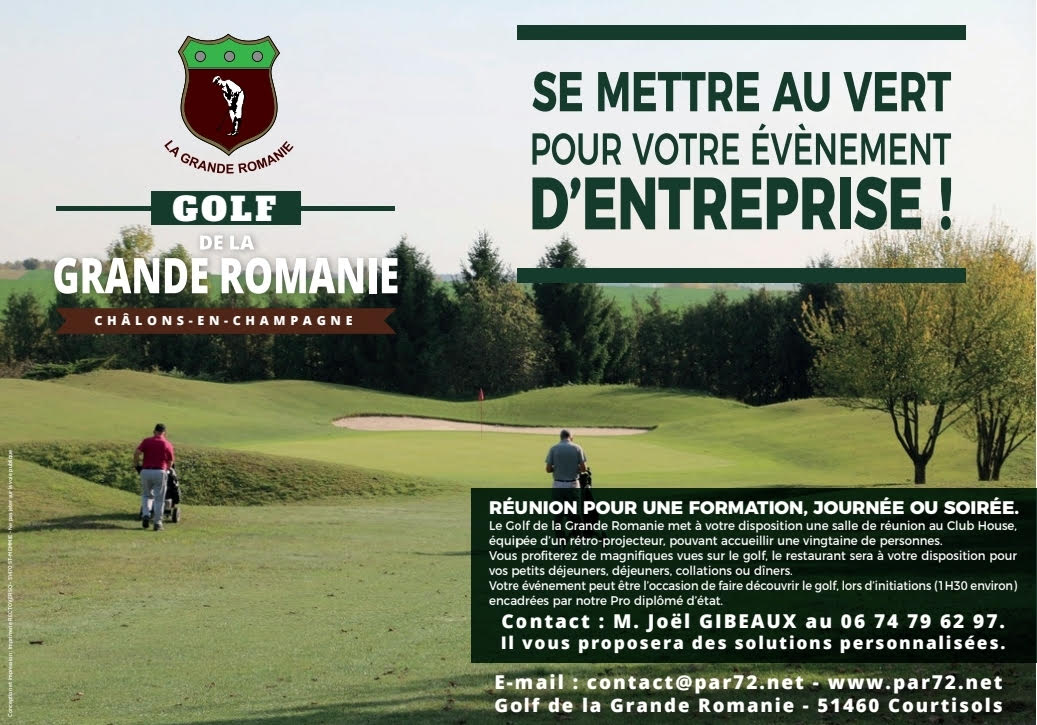 LA GRANDE ROMANIE
GOLF
DE LA
GRANDE ROMANIE
CHÂLONS-EN-CHAMPAGNE
SE METTRE AU VERT
POUR VOTRE ÉVÈNEMENT
D'ENTREPRISE !
RÉUNION POUR UNE FORMATION, JOURNÉE OU SOIRÉE.
Le Golf de la Grande Romanie met à votre disposition une salle de réunion au Club House,
équipée d'un rétro-projecteur, pouvant accueillir une vingtaine de personnes.
Vous profiterez de magnifiques vues sur le golf, le restaurant sera à votre disposition pour
vos petits déjeuners, déjeuners, collations ou dîners.
Votre événement peut être l'occasion de faire découvrir le golf, lors d'initiations (1H30 environ)
encadrées par notre Pro diplômé d'état.
Contact : M. Joël GIBEAUX au 06 74 79 62 97.
Il vous proposera des solutions personnalisées.
E-mail : contact@par72.net - www.par72.net
Golf de la Grande Romanie - 51460 Courtisols